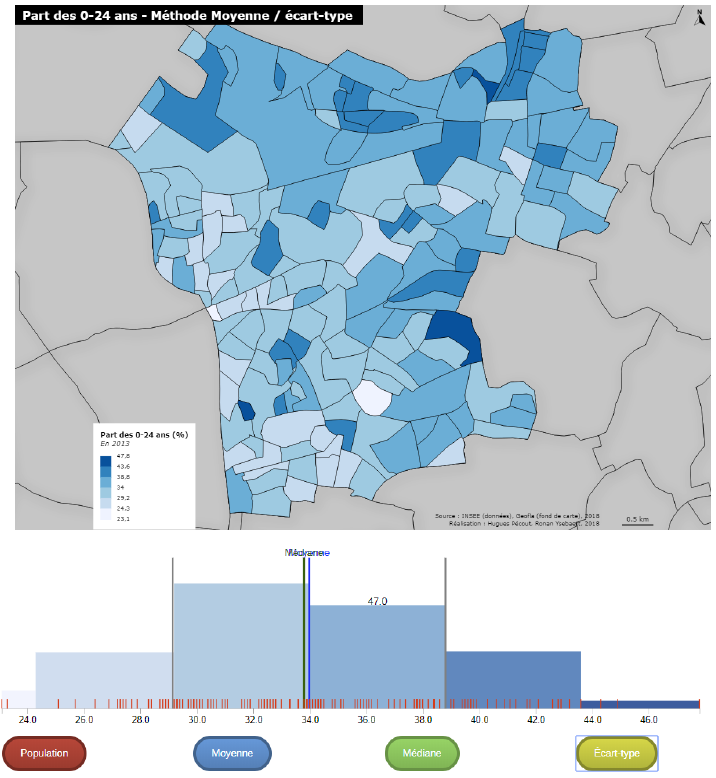 Part des 0-24 ans - Méthode Moyenne / écart-type
N
Part des 0-24 ans (%)
En 2013
47,8
43,6
38,8
34
29,2
24,3
23,1
Source : INSEE (données), Geofla (fond de carte), 2018
Réalisation : Hugues Pécout, Ronan Ysebaert, 2018
0.5 km
Moyenne
47.0
24.0 26.0 28.0 30.0 32.0 34.0 36.0 38.0 40.0 42.0 44.0 46.0
Population Moyenne Médiane Écart-type